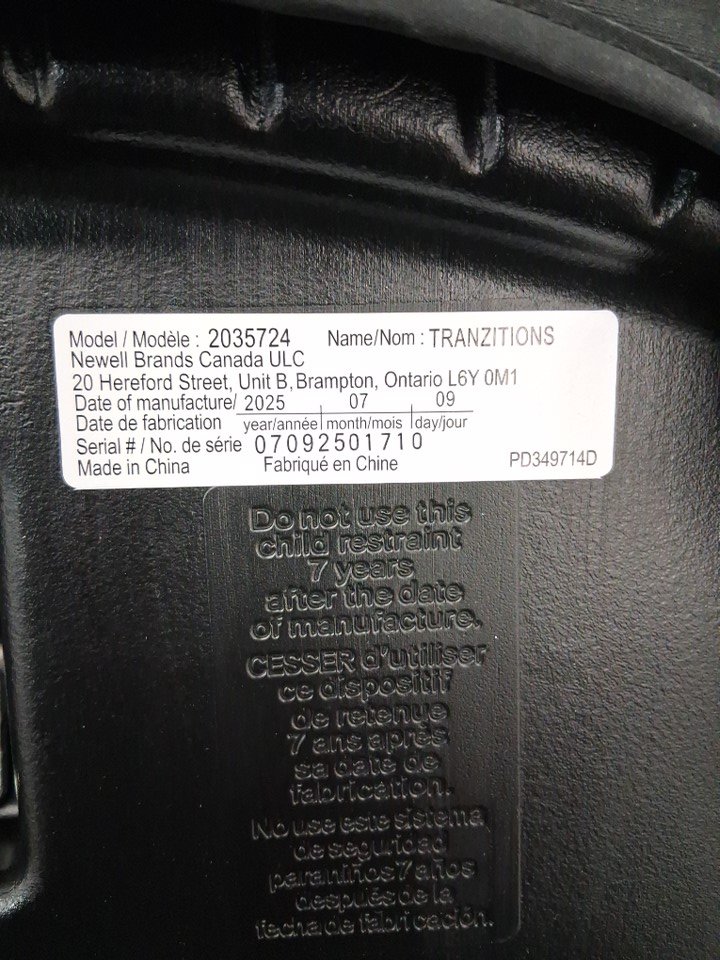 Model / Modèle : 2035724 Name/Nom : TRANZITIONS
Newell Brands Canada ULC
20 Hereford Street, Unit B, Brampton, Ontario L6Y 0M1
Date of manufacture/ 2025 07 09
Date de fabrication year/année month/mois day/jour
Serial # / No. de série 07092501710
Made in China Fabriqué en Chine PD349714D
Do not use this
child restraint
7 years
after the date
of manufacture.
CESSER d'utiliser
ce dispositif
de retenue
7 ans après
sa date de
fabrication.
No use este sistema
de seguridad
para niños 7 años
después de la
fecha de fabricación.